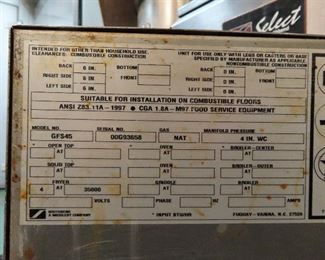 Select
INTENDED FOR OTHER THAN HOUSEHOLD USE.
CLEARANCES: COMBUSTIBLE CONSTRUCTION
UNIT FOR USE ONLY WITH LEGS OR CASTERS OR BASE
SPECIFIED BY MANUFACTURER AS APPLICABLE.
NONCOMBUSTIBLE CONSTRUCTION
BACK 6 IN. BOTTOM BACK 0 IN. BOTTOM
RIGHT SIDE 6 IN. FRONT RIGHT SIDE 0 IN. FRONT
LEFT SIDE 6 IN. LEFT SIDE 0 IN.
SUITABLE FOR INSTALLATION ON COMBUSTIBLE FLOORS
ANSI Z83.11A - 1997 • CGA 1.8A - M97 FOOD SERVICE EQUIPMENT
MODEL NO. SERIAL NO. GAS MANIFOLD PRESSURE
GFS45 00G93658 NAT 4 IN. WC
* OPEN TOP OVEN BROILER-CENTER
AT AT AT
SOLID TOP OVEN BROILER-OUTER
AT AT AT
FRYER GRIDDLE BROILER
4 AT 35000 AT AT
VOLTS PHASE HZ AMPS
A MIDDLEBY COMPANY
* INPUT BTU/HR
FUQUAY - VARINA, N.C. 27526